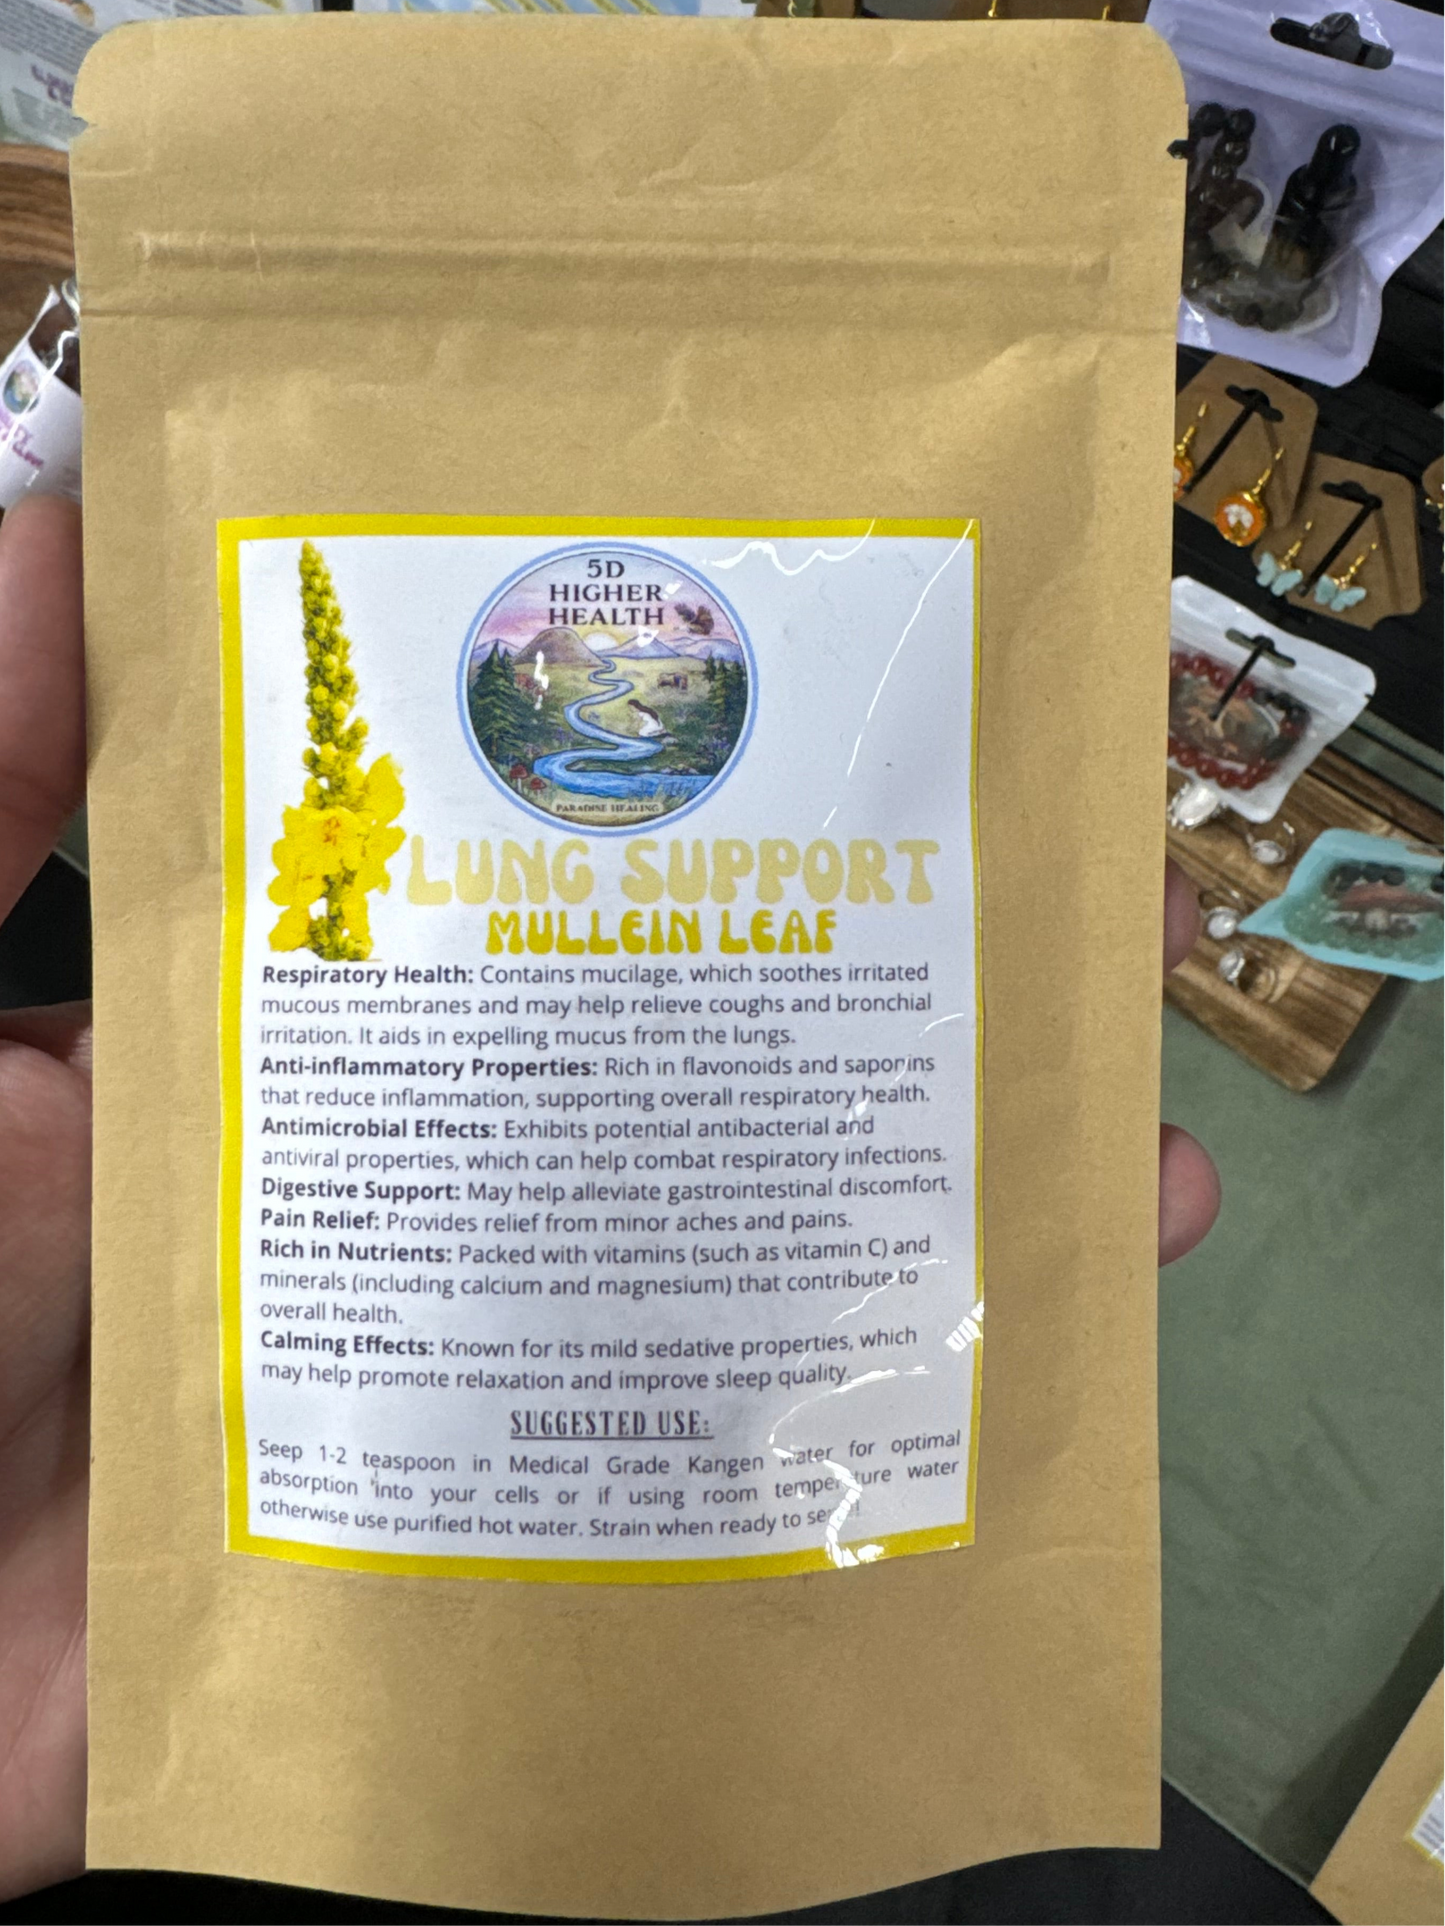 5D
HIGHER
HEALTH
PARADISE HEALING
LUNG SUPPORT
MULLEIN LEAF
Respiratory Health: Contains mucilage, which soothes irritated
mucous membranes and may help relieve coughs and bronchial
irritation. It aids in expelling mucus from the lungs.
Anti-inflammatory Properties: Rich in flavonoids and saponins
that reduce inflammation, supporting overall respiratory health.
Antimicrobial Effects: Exhibits potential antibacterial and
antiviral properties, which can help combat respiratory infections.
Digestive Support: May help alleviate gastrointestinal discomfort.
Pain Relief: Provides relief from minor aches and pains.
Rich in Nutrients: Packed with vitamins (such as vitamin C) and
minerals (including calcium and magnesium) that contribute to
overall health.
Calming Effects: Known for its mild sedative properties, which
may help promote relaxation and improve sleep quality.
SUGGESTED USE:
Seep 1-2 teaspoon in Medical Grade Kangen water for optimal
absorption into your cells or if using room temperature water
otherwise use purified hot water. Strain when ready to